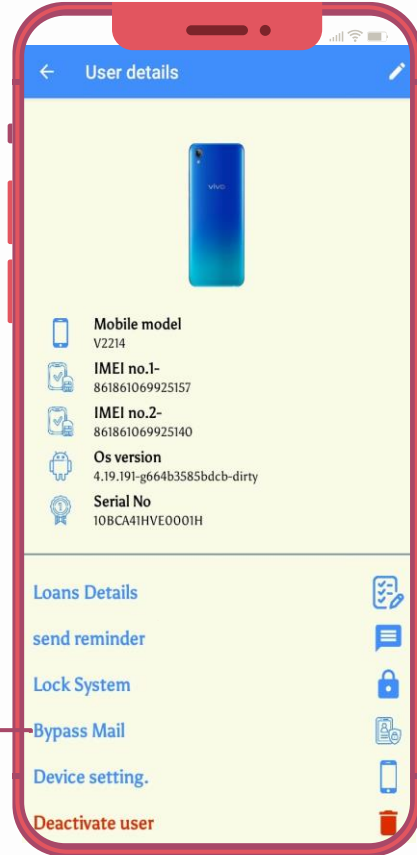 User details
vivo
Mobile model
V2214
IMEI no.1-
861861069925157
IMEI no.2-
861861069925140
Os version
4.19.191-g664b3585bdcb-dirty
Serial No
10BCA41HVE0001H
Loans Details
send reminder
Lock System
Bypass Mail
Device setting.
Deactivate user